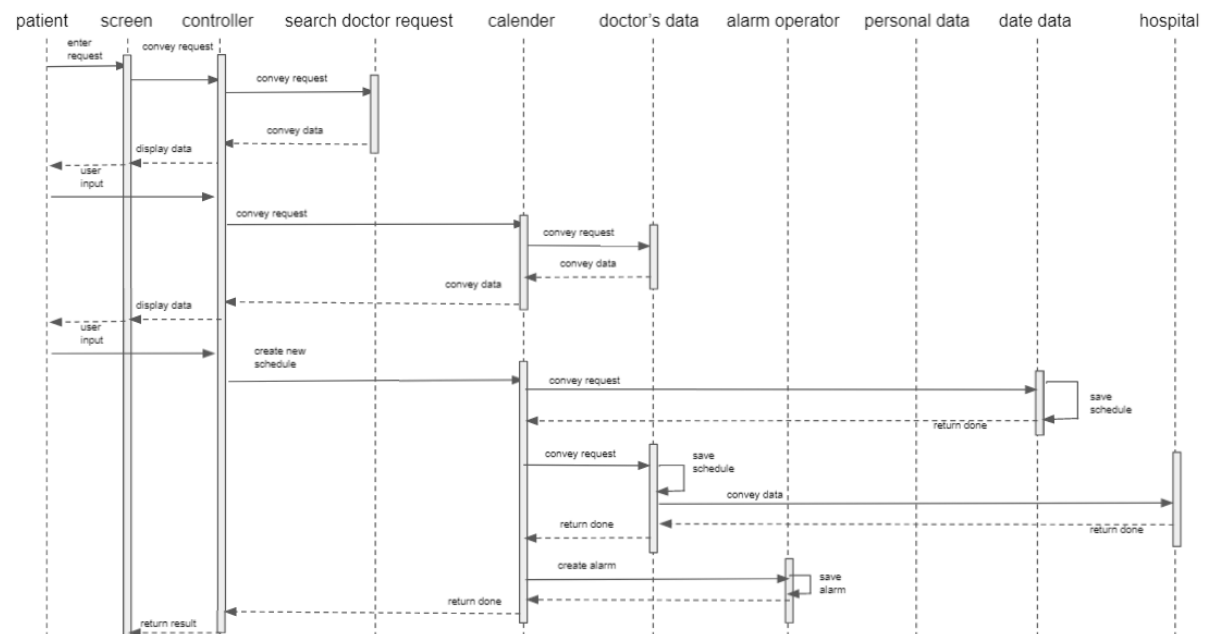 patient screen controller search doctor request calender doctor's data alarm operator personal data date data hospital
enter
request
convey request
convey request
convey data
display data
user
input
convey request
convey request
convey data
convey data
display data
user
input
create new
schedule
convey request
save
schedule
return done
convey request
save
schedule
convey data
return done
return done
create alarm
save
alarm
return done
return result